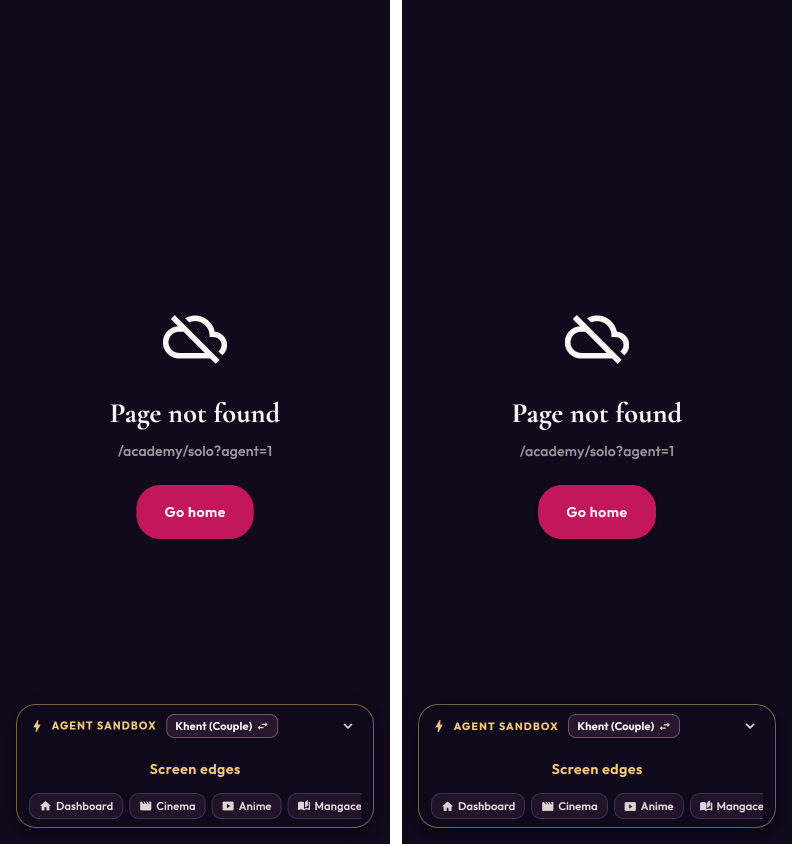 Page not found
/academy/solo?agent=1
Go home
AGENT SANDBOX Khent (Couple)
Screen edges
Dashboard Cinema Anime Mangace
Page not found
/academy/solo?agent=1
Go home
AGENT SANDBOX Khent (Couple)
Screen edges
Dashboard Cinema Anime Mangace